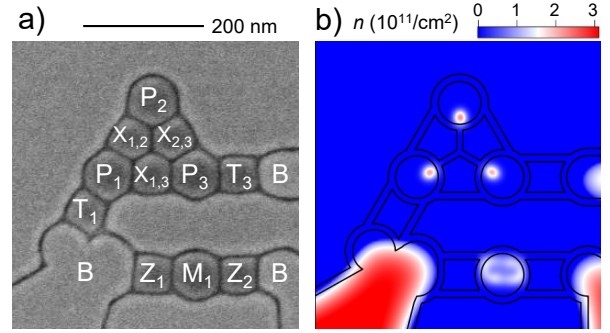 a)
200 nm
b)
n (10¹¹/cm²)
0 1 2 3
P₂
X₁,₂ X₂,₃
P₁ X₁,₃ P₃ T₃ B
T₁
B Z₁ M₁ Z₂ B